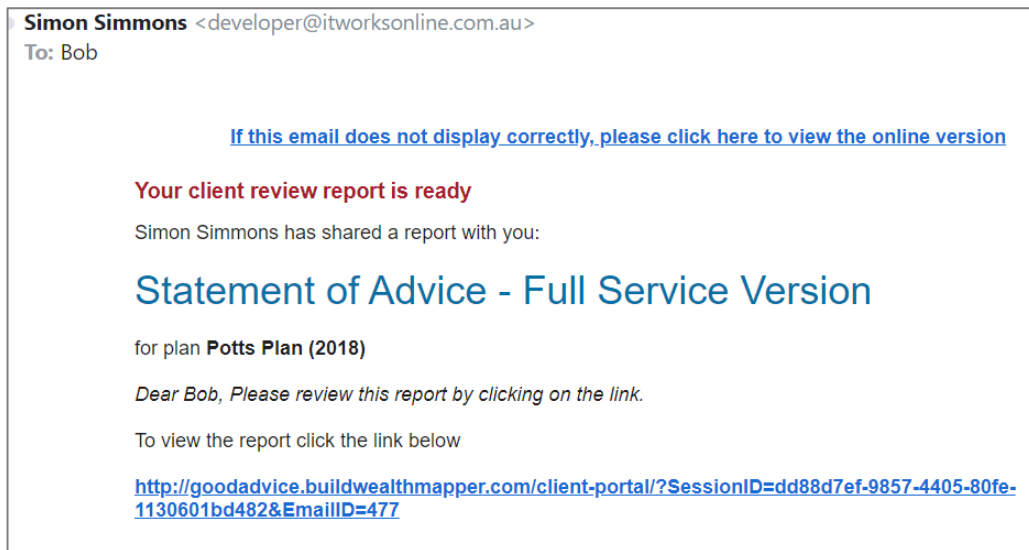 Simon Simmons <developer@itworksonline.com.au>
To: Bob
If this email does not display correctly, please click here to view the online version
Your client review report is ready
Simon Simmons has shared a report with you:
Statement of Advice - Full Service Version
for plan Potts Plan (2018)
Dear Bob, Please review this report by clicking on the link.
To view the report click the link below
http://goodadvice.buildwealthmapper.com/client-portal/?SessionID=dd88d7ef-9857-4405-80fe-
1130601bd482&EmailID=477